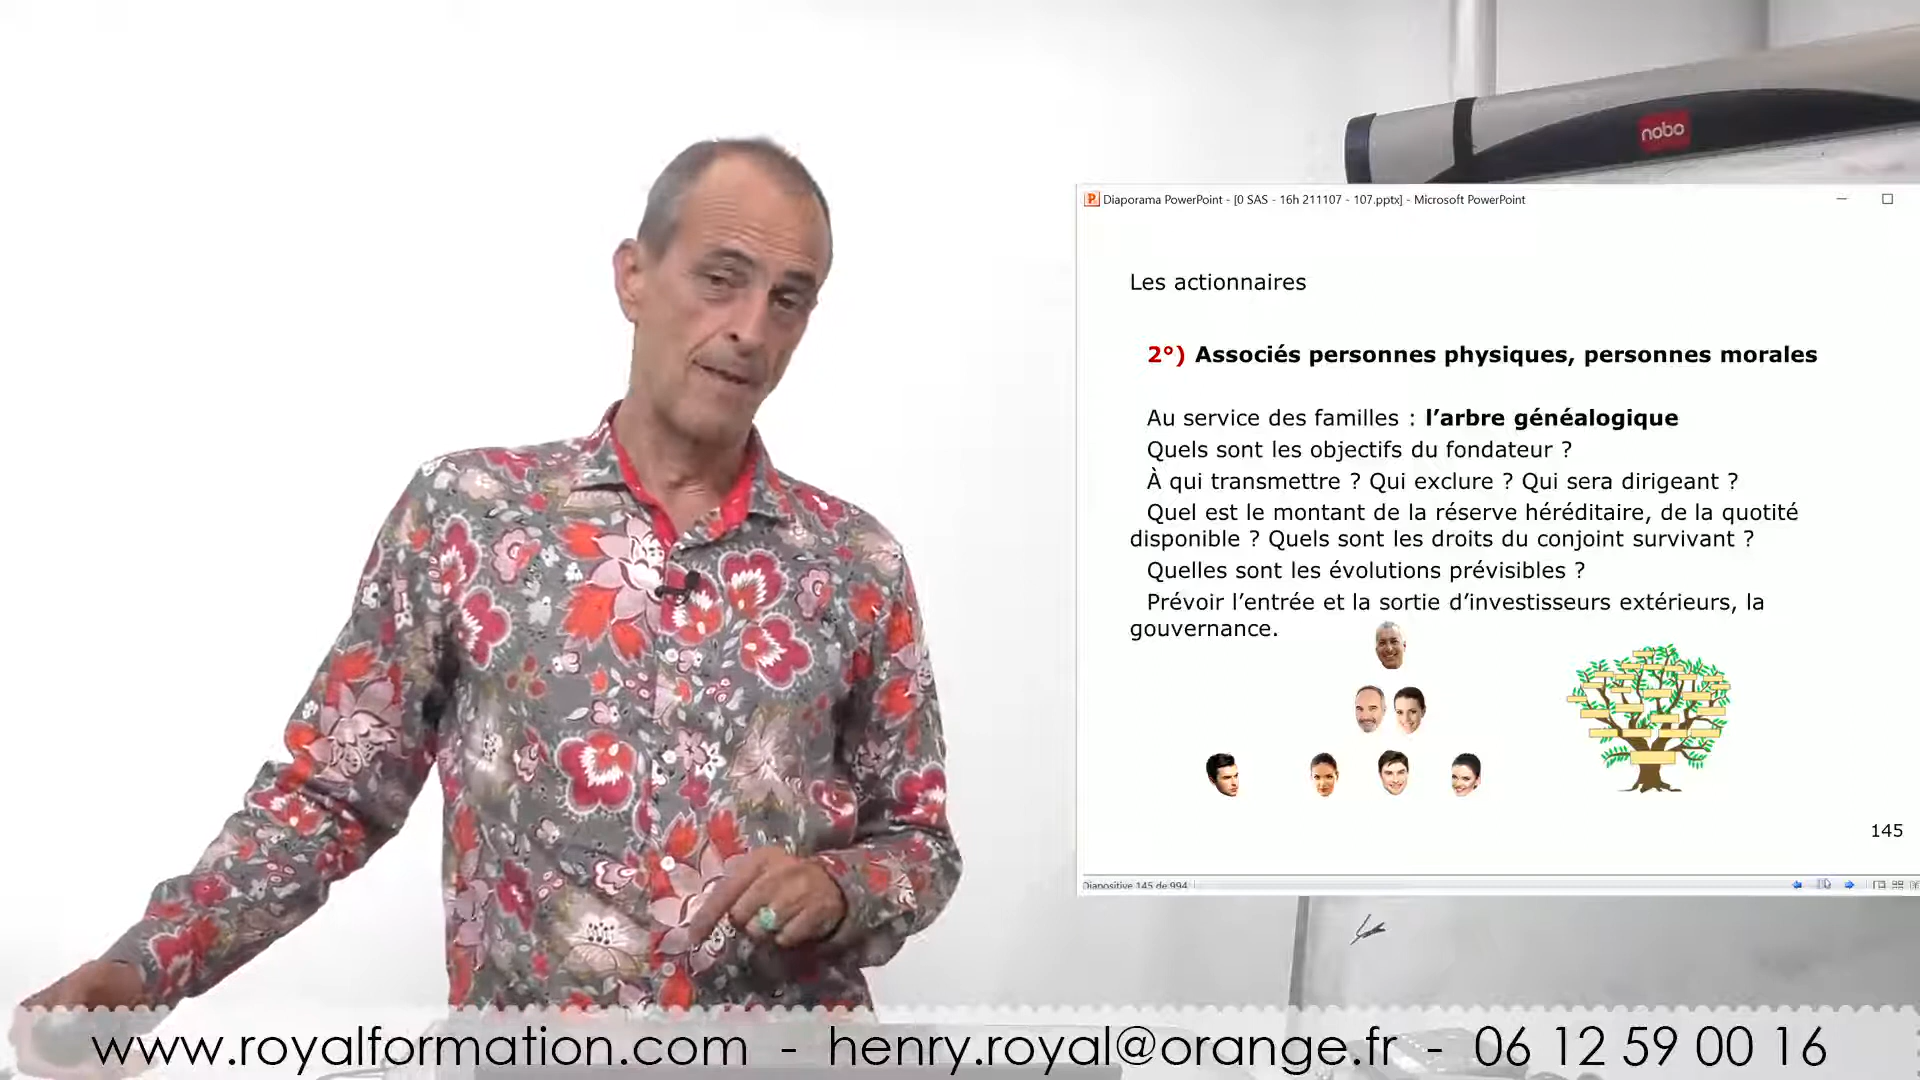 nobo
Diaporama PowerPoint - [0 SAS - 16h 211107 - 107.pptx] - Microsoft PowerPoint
Les actionnaires
2°) Associés personnes physiques, personnes morales
Au service des familles : l’arbre généalogique
Quels sont les objectifs du fondateur ?
À qui transmettre ? Qui exclure ? Qui sera dirigeant ?
Quel est le montant de la réserve héréditaire, de la quotité
disponible ? Quels sont les droits du conjoint survivant ?
Quelles sont les évolutions prévisibles ?
Prévoir l’entrée et la sortie d’investisseurs extérieurs, la
gouvernance.
145
Diapositive 145 de 994
www.royalformation.com - henry.royal@orange.fr - 06 12 59 00 16